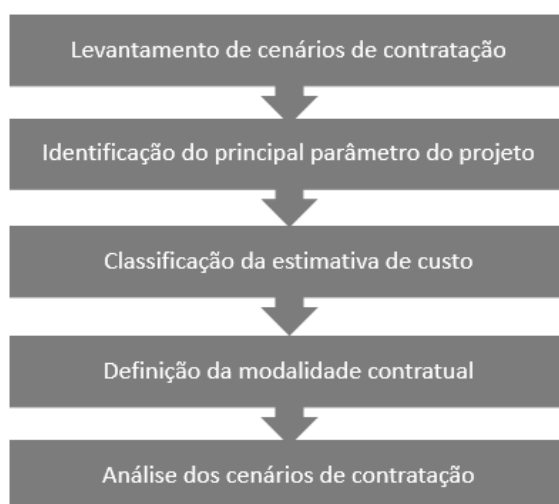 Levantamento de cenários de contratação
Identificação do principal parâmetro do projeto
Classificação da estimativa de custo
Definição da modalidade contratual
Análise dos cenários de contratação